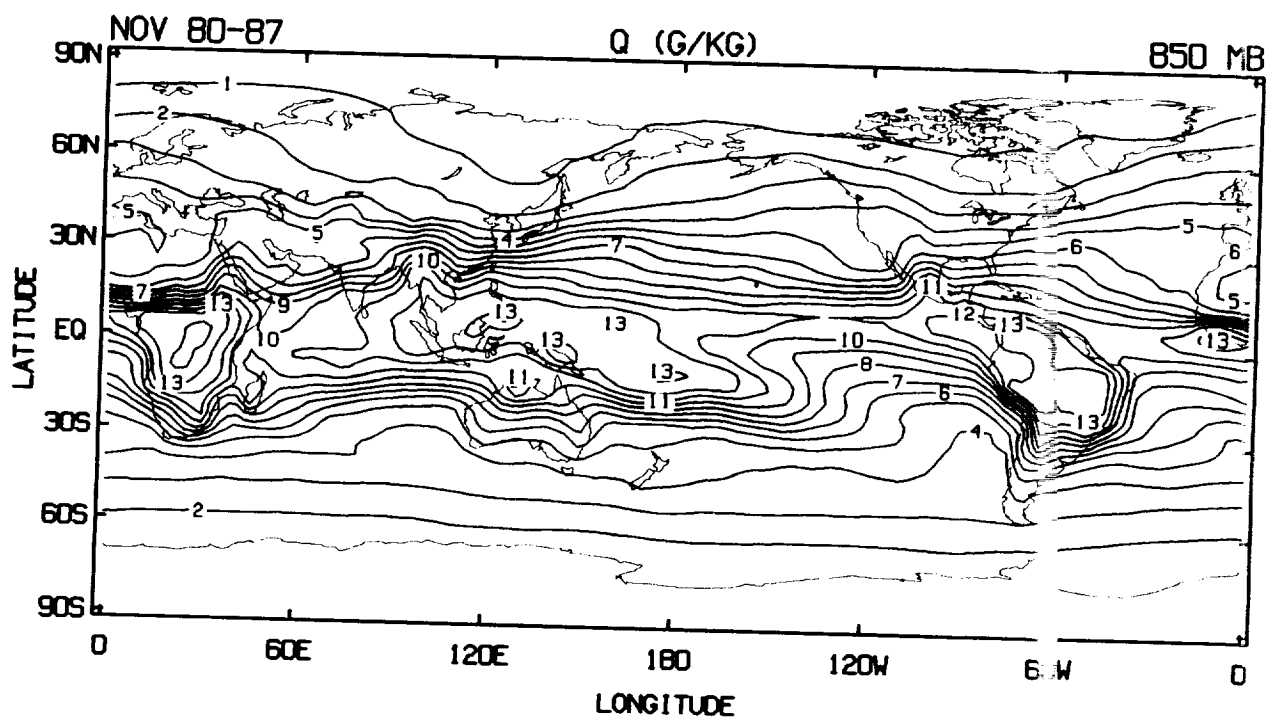 NOV 80-87 Q (G/KG) 850 MB
90N
1
2
60N
2
5 5
30N 5 4 7 6
10 6
7 13 9 11 5
EQ 13 13 12 13 13
10 10
13 11 13 8
11 7 6
30S 4 13
60S 2
90S
0 60E 120E 180 120W 0
LATITUDE
LONGITUDE